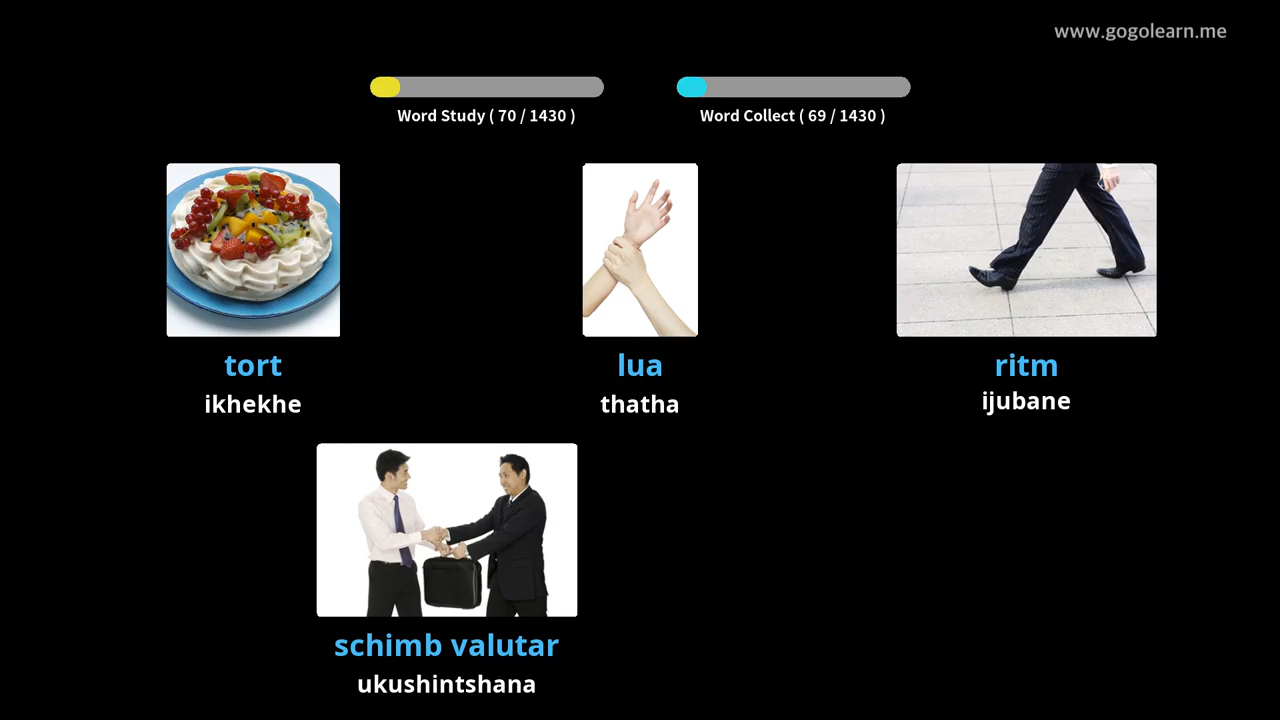 www.gogolearn.me
Word Study ( 70 / 1430 )
Word Collect ( 69 / 1430 )
tort
ikhekhe
lua
thatha
ritm
ijubane
schimb valutar
ukushintshana